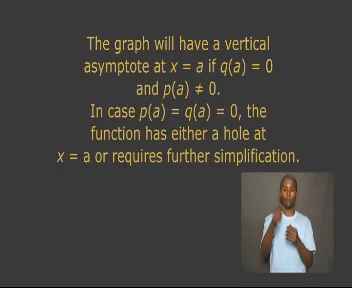 The graph will have a vertical
asymptote at x = a if q(a) = 0
and p(a) ≠ 0.
In case p(a) = q(a) = 0, the
function has either a hole at
x = a or requires further simplification.